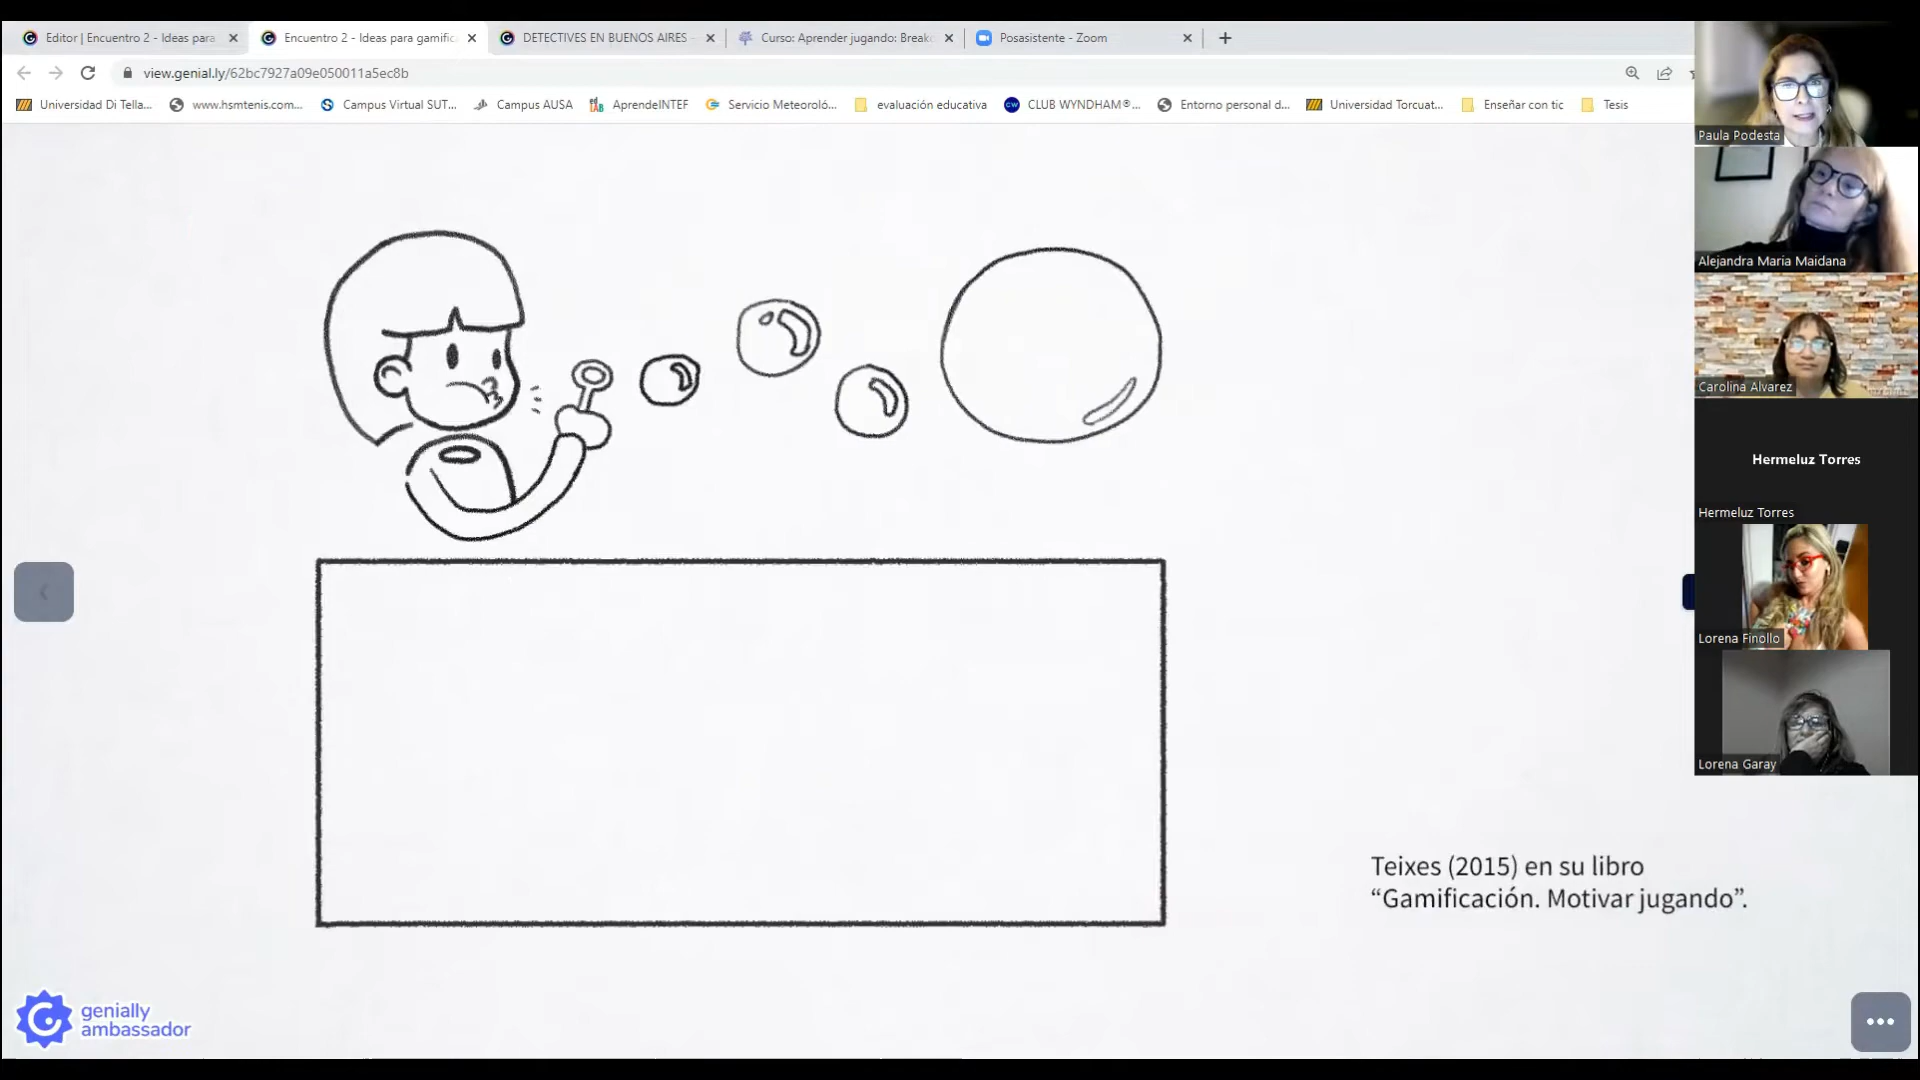 Editor | Encuentro 2 - Ideas para
Encuentro 2 - Ideas para gamific
DETECTIVES EN BUENOS AIRES -
Curso: Aprender jugando: Break
Posasistente - Zoom
view.genial.ly/62bc7927a09e050011a5ec8b
Universidad Di Tella...
www.hsmtenis.com...
Campus Virtual SUT...
Campus AUSA
AprendeINTEF
Servicio Meteoroló...
evaluación educativa
CLUB WYNDHAM®...
Entorno personal d...
Universidad Torcuat...
Enseñar con tic
Tesis
Paula Podesta
Alejandra Maria Maidana
Carolina Alvarez
Hermeluz Torres
Hermeluz Torres
Lorena Finollo
Lorena Garay
Teixes (2015) en su libro
“Gamificación. Motivar jugando”.
genially
ambassador